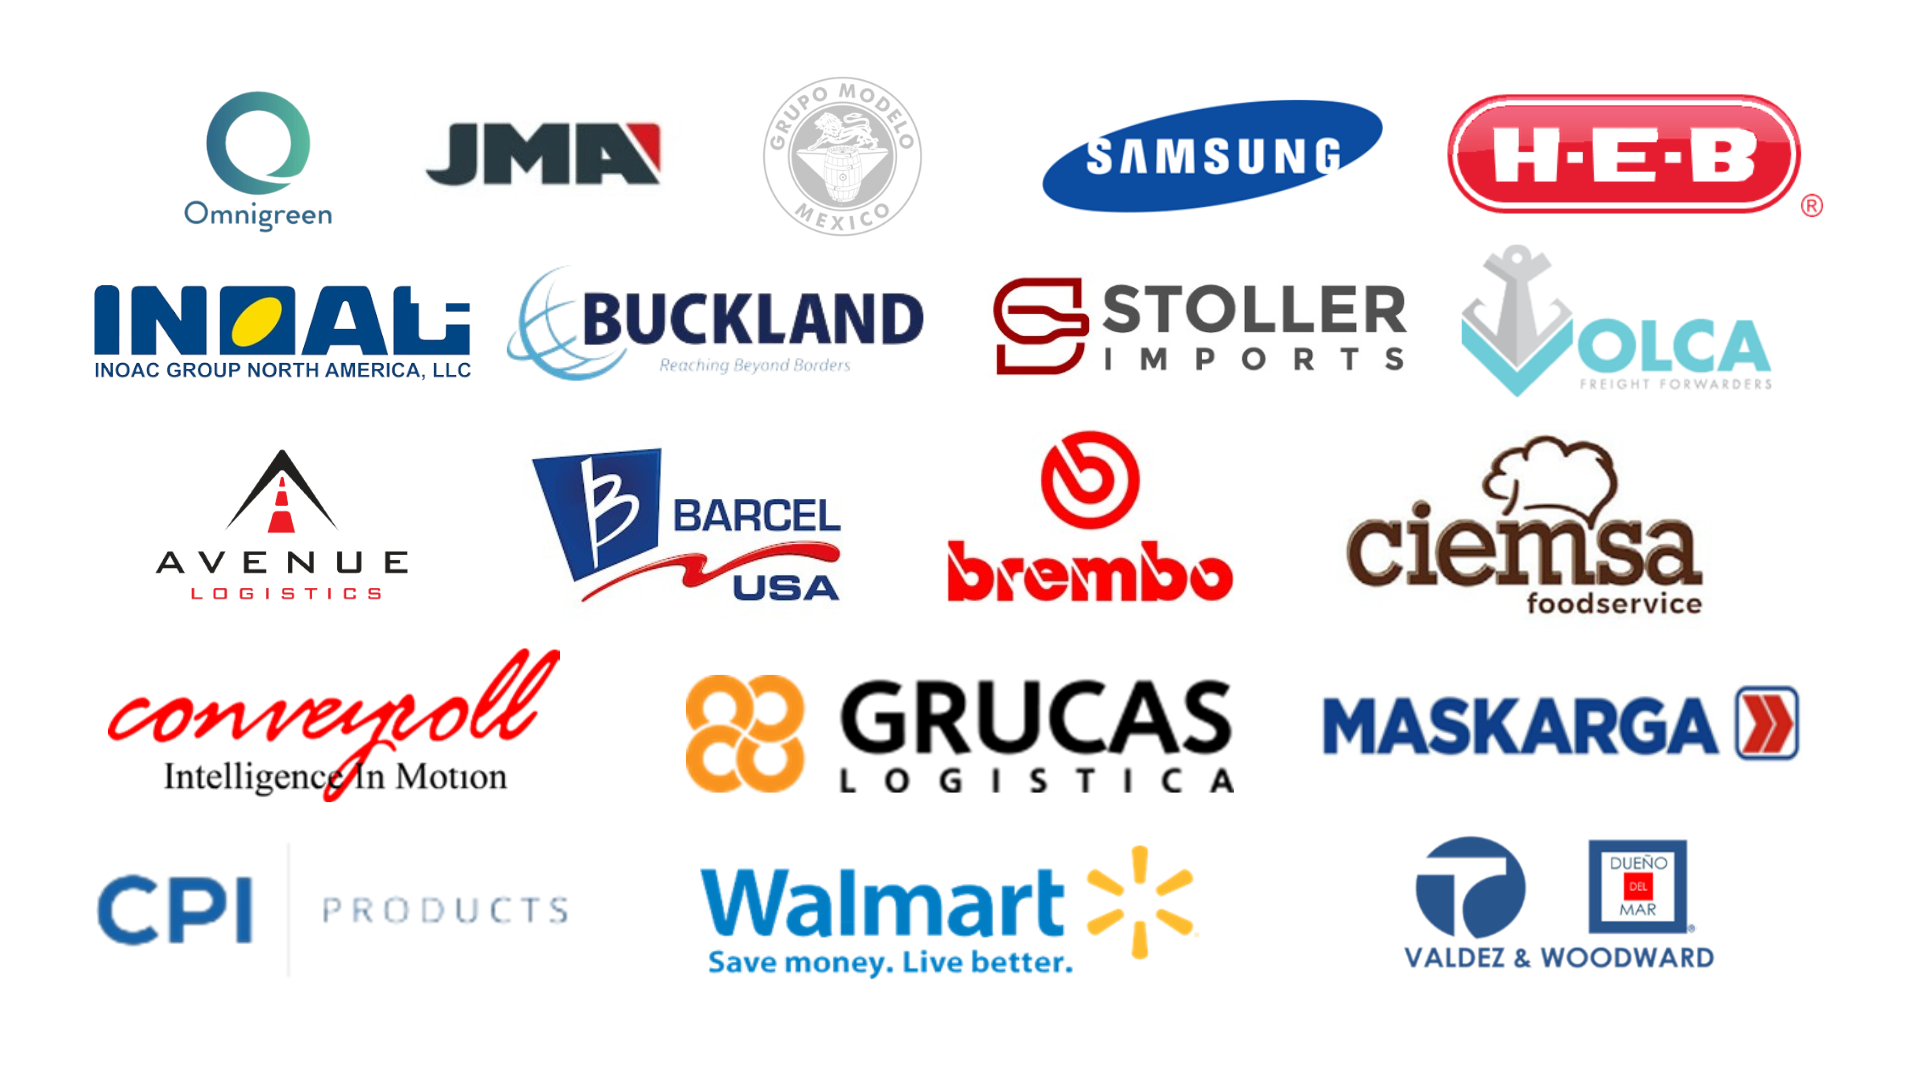 Omnigreen
JMA
GRUPO MODELO
MEXICO
SAMSUNG
H-E-B
®
INOAC
INOAC GROUP NORTH AMERICA, LLC
BUCKLAND
Reaching Beyond Borders
STOLLER
IMPORTS
VOLCA
FREIGHT FORWARDERS
AVENUE
LOGISTICS
B
BARCEL
USA
b
brembo
ciemsa
foodservice
conveyroll
Intelligence In Motion
GRUCAS
LOGISTICA
MASKARGA
CPI
PRODUCTS
Walmart
Save money. Live better.
DUEÑO
DEL
MAR
®
VALDEZ & WOODWARD